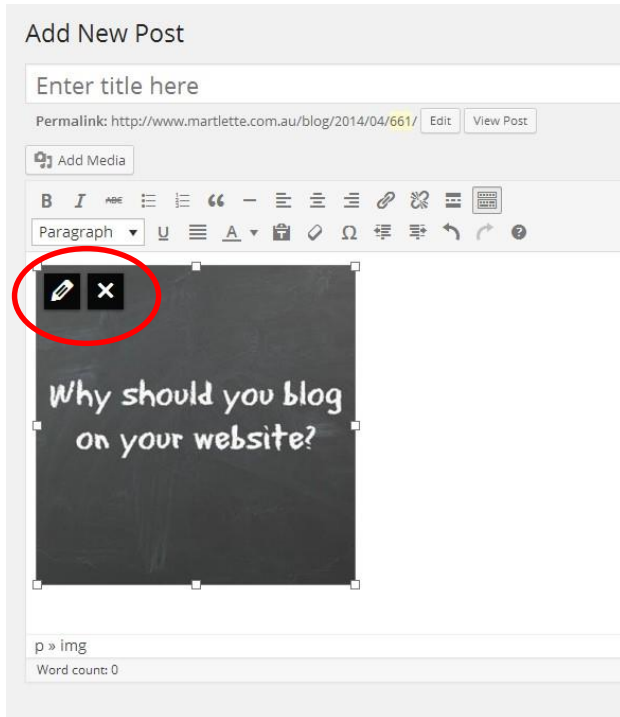 Add New Post
Enter title here
Permalink: http://www.martlette.com.au/blog/2014/04/661/ Edit View Post
Add Media
B I ABE
Paragraph U A T Ω ?
Why should you blog
on your website?
p » img
Word count: 0